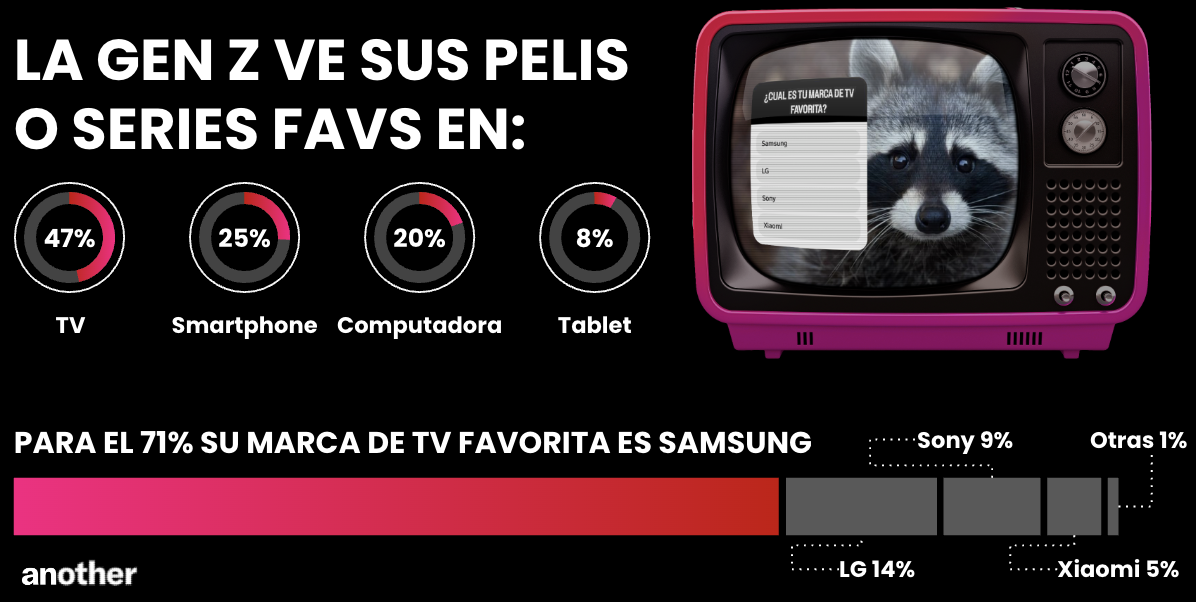 LA GEN Z VE SUS PELIS
O SERIES FAVS EN:
47%
25%
20%
8%
TV
Smartphone
Computadora
Tablet
¿CUAL ES TU MARCA DE TV
FAVORITA?
Samsung
LG
Sony
Xiaomi
PARA EL 71% SU MARCA DE TV FAVORITA ES SAMSUNG
Sony 9%
Otras 1%
LG 14%
Xiaomi 5%
another